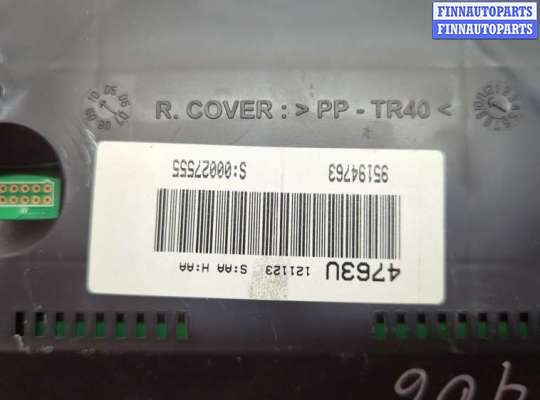 FINNAUTOPARTS
FINNAUTOPARTS
R. COVER : > PP - TR40 <
4763U 121123 S:AA H:AA
95194763 S:00027555